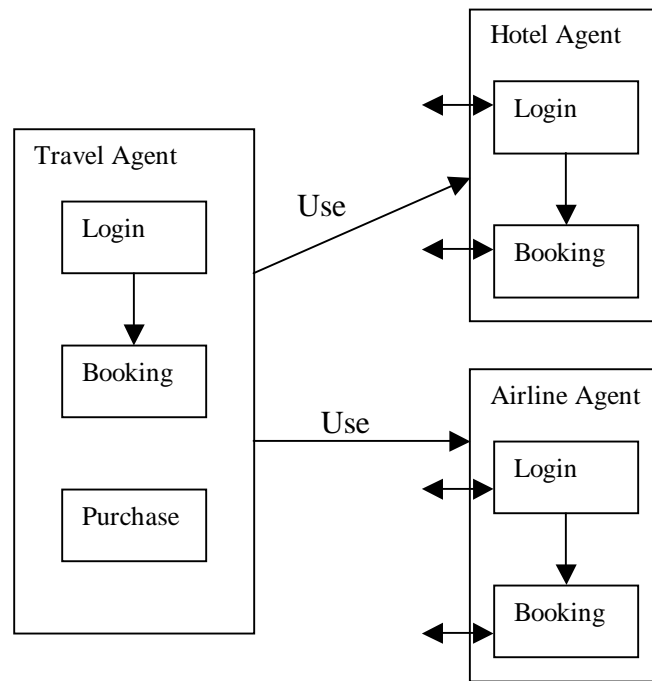 Travel Agent
Login
Booking
Purchase
Use
Use
Hotel Agent
Login
Booking
Airline Agent
Login
Booking